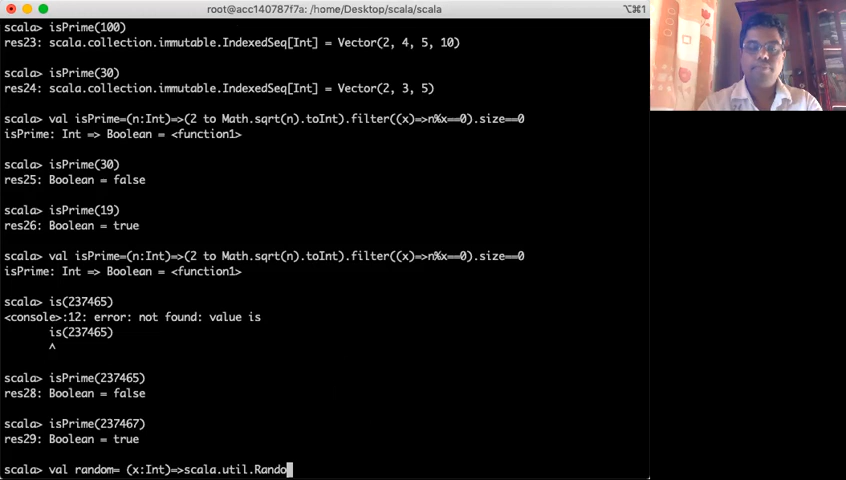 root@acc140787f7a: /home/Desktop/scala/scala
⌥⌘1
scala> isPrime(100)
res23: scala.collection.immutable.IndexedSeq[Int] = Vector(2, 4, 5, 10)
scala> isPrime(30)
res24: scala.collection.immutable.IndexedSeq[Int] = Vector(2, 3, 5)
scala> val isPrime=(n:Int)=>(2 to Math.sqrt(n).toInt).filter((x)=>n%x==0).size==0
isPrime: Int => Boolean = <function1>
scala> isPrime(30)
res25: Boolean = false
scala> isPrime(19)
res26: Boolean = true
scala> val isPrime=(n:Int)=>(2 to Math.sqrt(n).toInt).filter((x)=>n%x==0).size==0
isPrime: Int => Boolean = <function1>
scala> is(237465)
<console>:12: error: not found: value is
is(237465)
^
scala> isPrime(237465)
res28: Boolean = false
scala> isPrime(237467)
res29: Boolean = true
scala> val random= (x:Int)=>scala.util.Rando